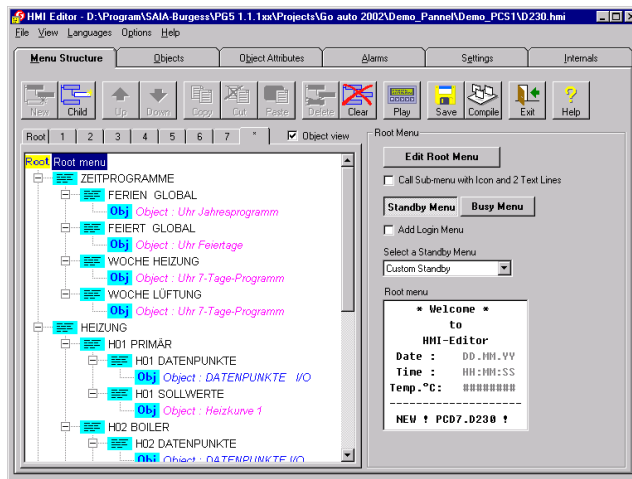 HMI Editor - D:\Program\SAIA-Burgess\PG5 1.1.1xx\Projects\Go auto 2002\Demo_Pannel\Demo_PCS1\D230.hmi
File View Languages Options Help
Menu Structure Objects Object Attributes Alarms Settings Internals
New Child Up Down Copy Cut Paste Delete Clear Play Save Compile Exit Help
Root 1 2 3 4 5 6 7 * Object view
Root Root menu
ZEITPROGRAMME
FERIEN GLOBAL
Obj Object : Uhr Jahresprogramm
FEIERT GLOBAL
Obj Object : Uhr Feiertage
WOCHE HEIZUNG
Obj Object : Uhr 7-Tage-Programm
WOCHE LÜFTUNG
Obj Object : Uhr 7-Tage-Programm
HEIZUNG
H01 PRIMÄR
H01 DATENPUNKTE
Obj Object : DATENPUNKTE I/O
H01 SOLLWERTE
Obj Object : Heizkurve 1
H02 BOILER
H02 DATENPUNKTE
Obj Object : DATENPUNKTE I/O
Root Menu
Edit Root Menu
Call Sub-menu with Icon and 2 Text Lines
Standby Menu Busy Menu
Add Login Menu
Select a Standby Menu
Custom Standby
Root menu
* Welcome *
to
HMI-Editor
Date : DD.MM.YY
Time : HH:MM:SS
Temp.°C: ########
--------------------
NEW ! PCD7.D230 !